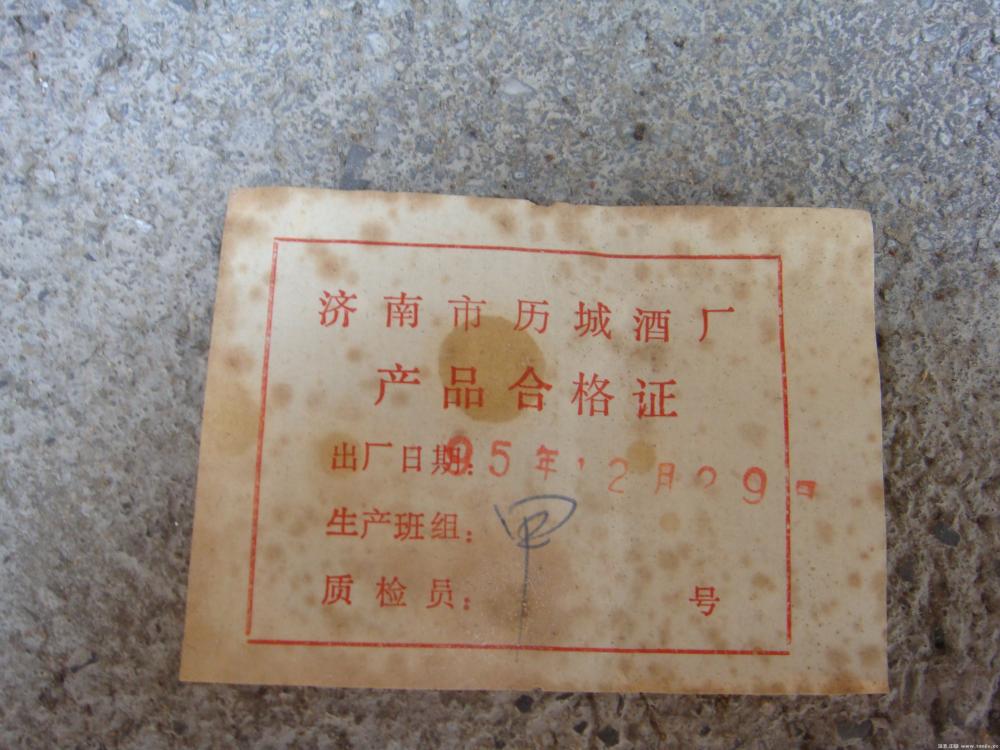 济南市历城酒厂
产品合格证
出厂日期：95年12月29日
生产班组：甲
质检员： 号